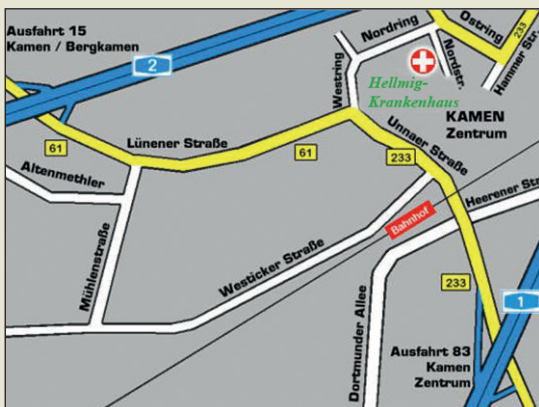 Ausfahrt 15
Kamen / Bergkamen
2
Nordring
Ostring
233
Hammer Str.
Nordstr.
Westring
Hellmig-
Krankenhaus
KAMEN
Zentrum
61
Lünener Straße
61
Unnaer Straße
233
Altenmethler
Mühlenstraße
Westicker Straße
Bahnhof
Heerener Str
233
1
Dortmunder Allee
Ausfahrt 83
Kamen
Zentrum